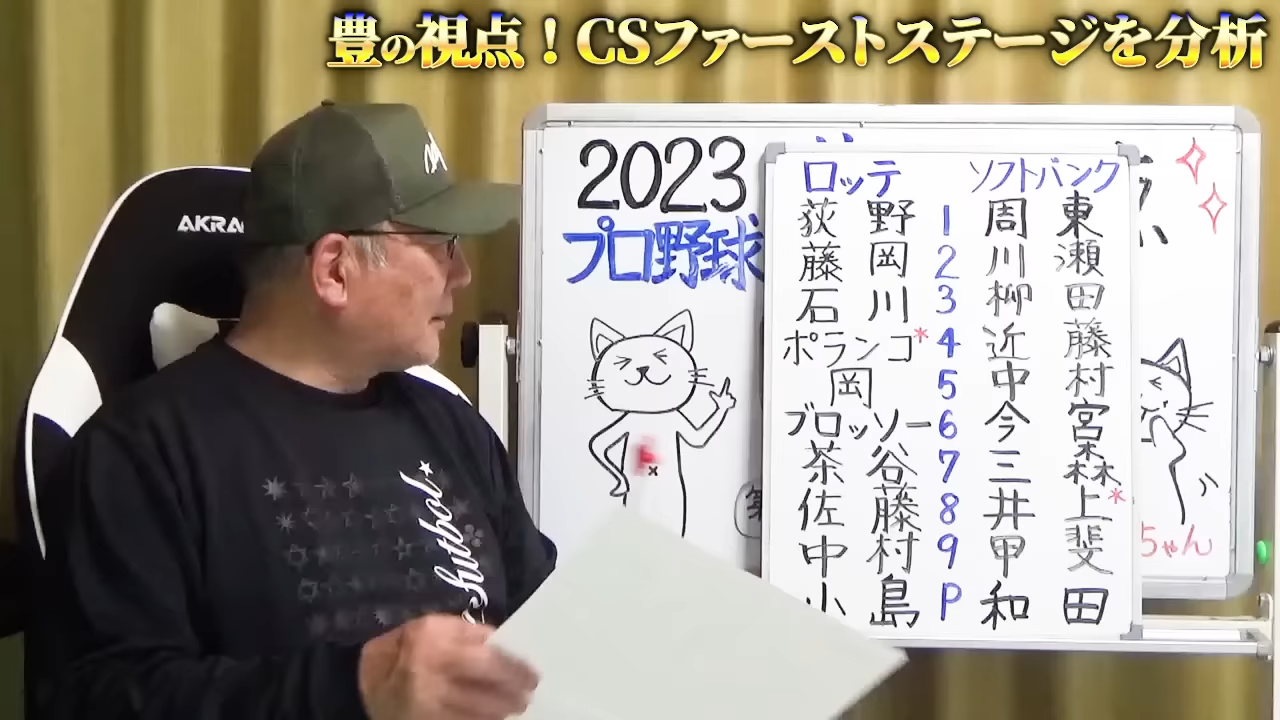 豊の視点！CSファーストステージを分析
AKRA
2023
プロ野球
ロッテ ソフトバンク
荻野 1 周東
藤岡 2 川瀬
石川 3 柳田
ポランコ* 4 近藤
岡 5 中村
ブロッソー 6 今宮
茶谷 7 三森
佐藤 8 井上*
中村 9 甲斐
小島 P 和田
ちゃん